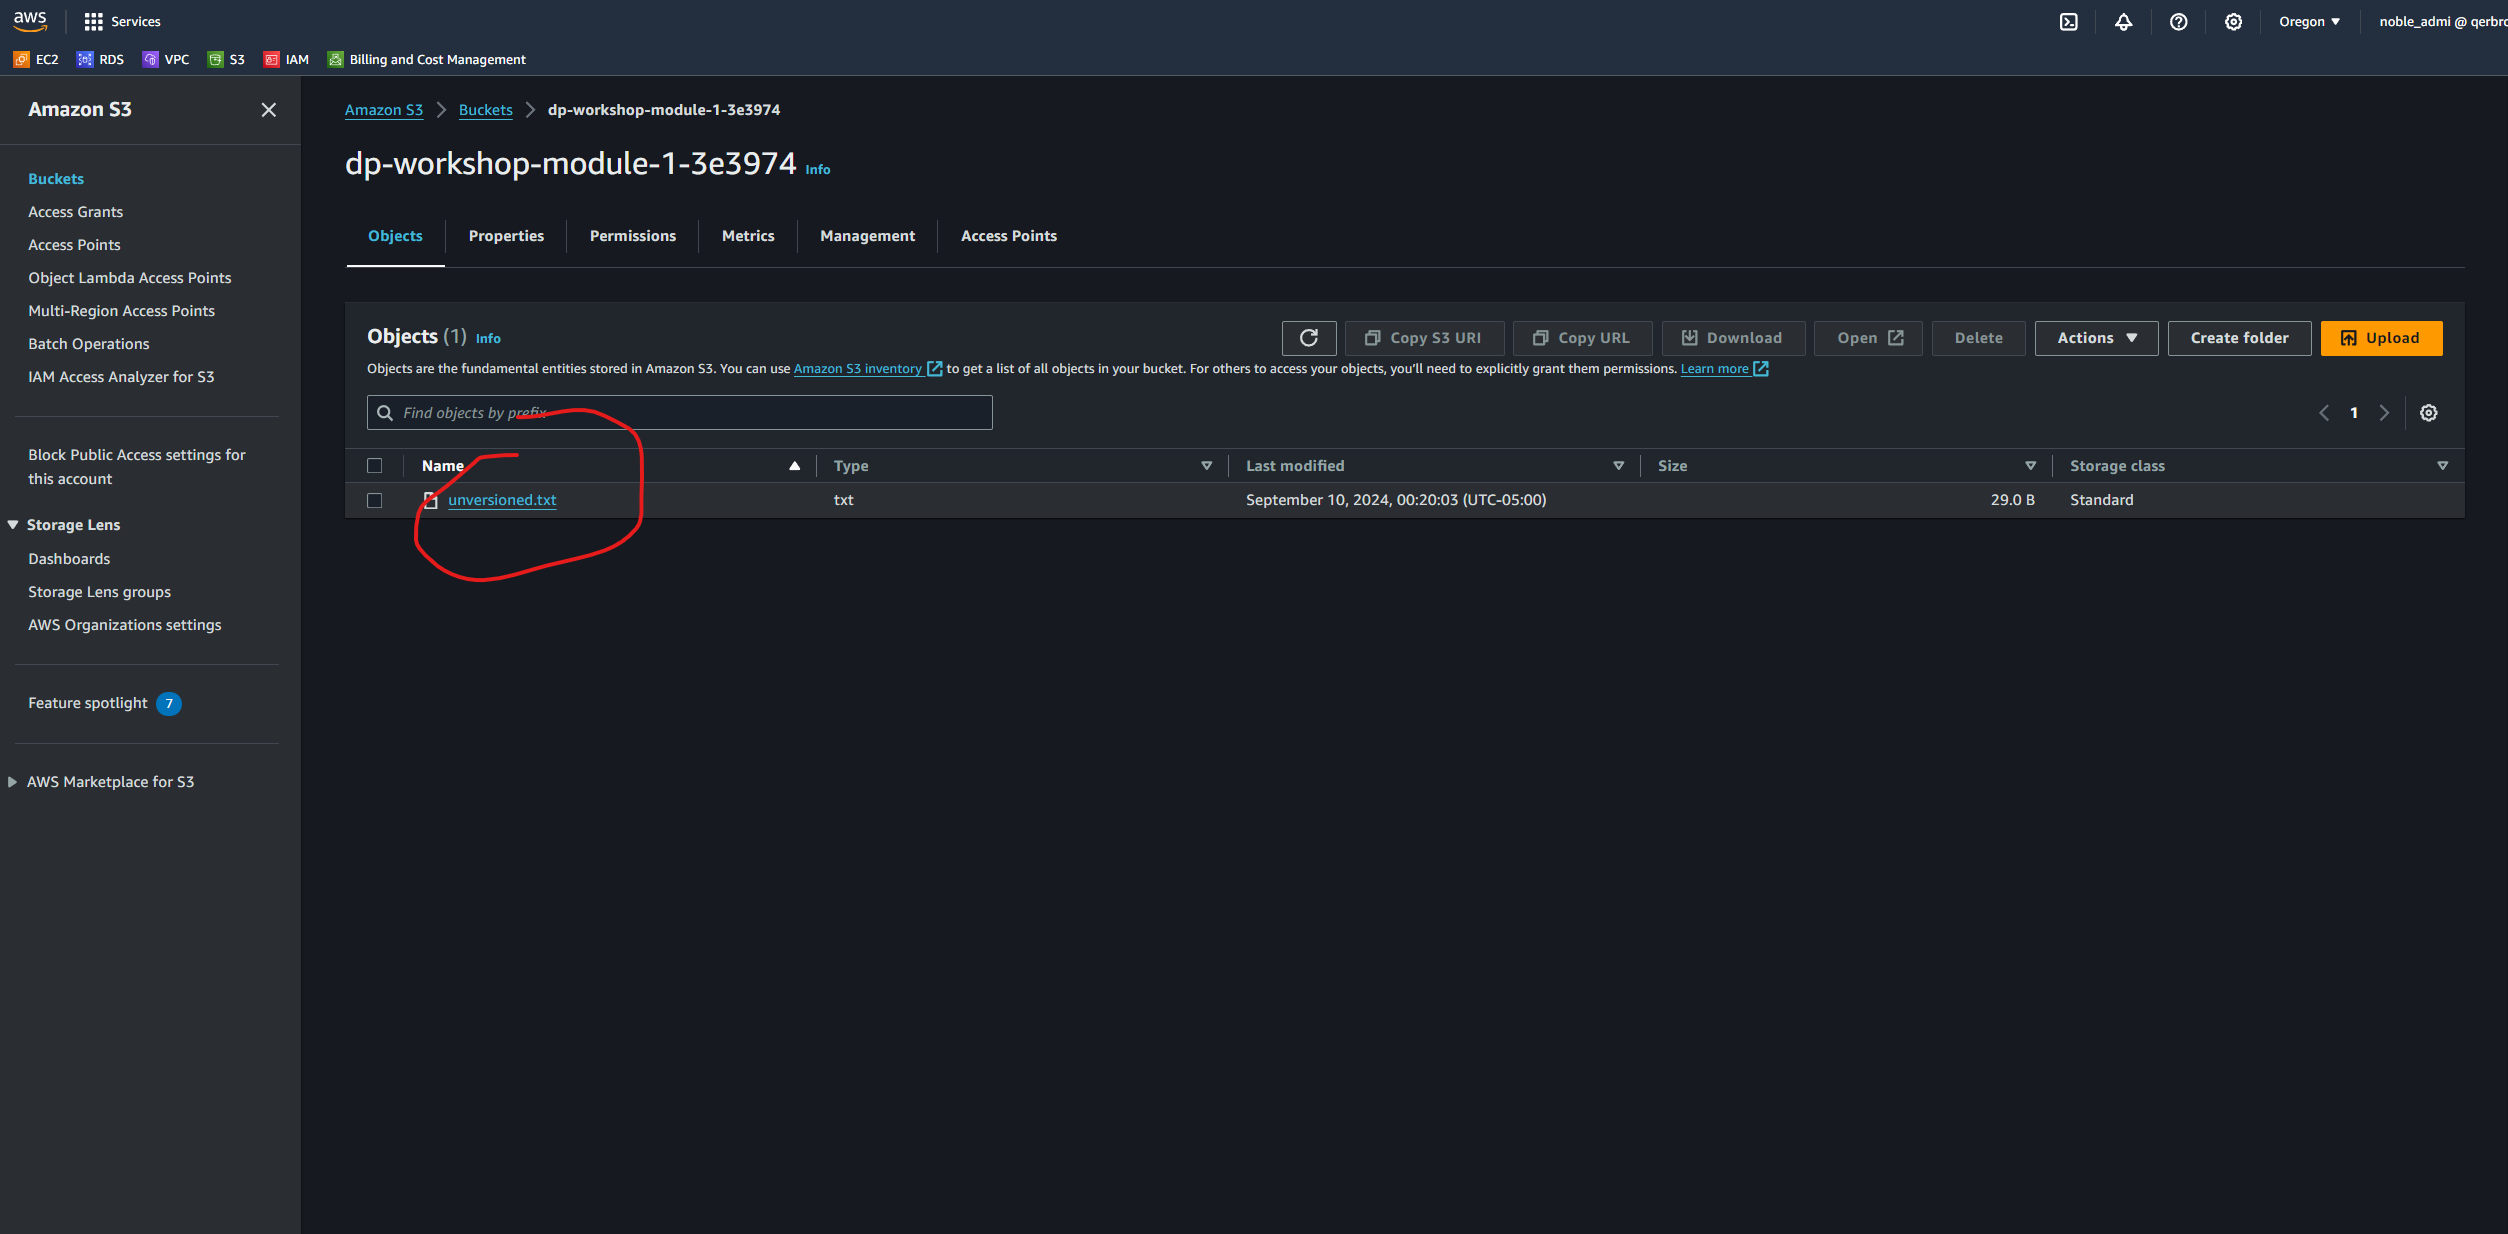 aws Services Oregon noble_admi @ qerbro
EC2 RDS VPC S3 IAM Billing and Cost Management
Amazon S3
Buckets
Access Grants
Access Points
Object Lambda Access Points
Multi-Region Access Points
Batch Operations
IAM Access Analyzer for S3
Block Public Access settings for
this account
Storage Lens
Dashboards
Storage Lens groups
AWS Organizations settings
Feature spotlight 7
AWS Marketplace for S3
Amazon S3 Buckets dp-workshop-module-1-3e3974
dp-workshop-module-1-3e3974 Info
Objects Properties Permissions Metrics Management Access Points
Objects (1) Info
Copy S3 URI Copy URL Download Open Delete Actions Create folder Upload
Objects are the fundamental entities stored in Amazon S3. You can use Amazon S3 inventory to get a list of all objects in your bucket. For others to access your objects, you'll need to explicitly grant them permissions. Learn more
Find objects by prefix
1
Name Type Last modified Size Storage class
unversioned.txt txt September 10, 2024, 00:20:03 (UTC-05:00) 29.0 B Standard